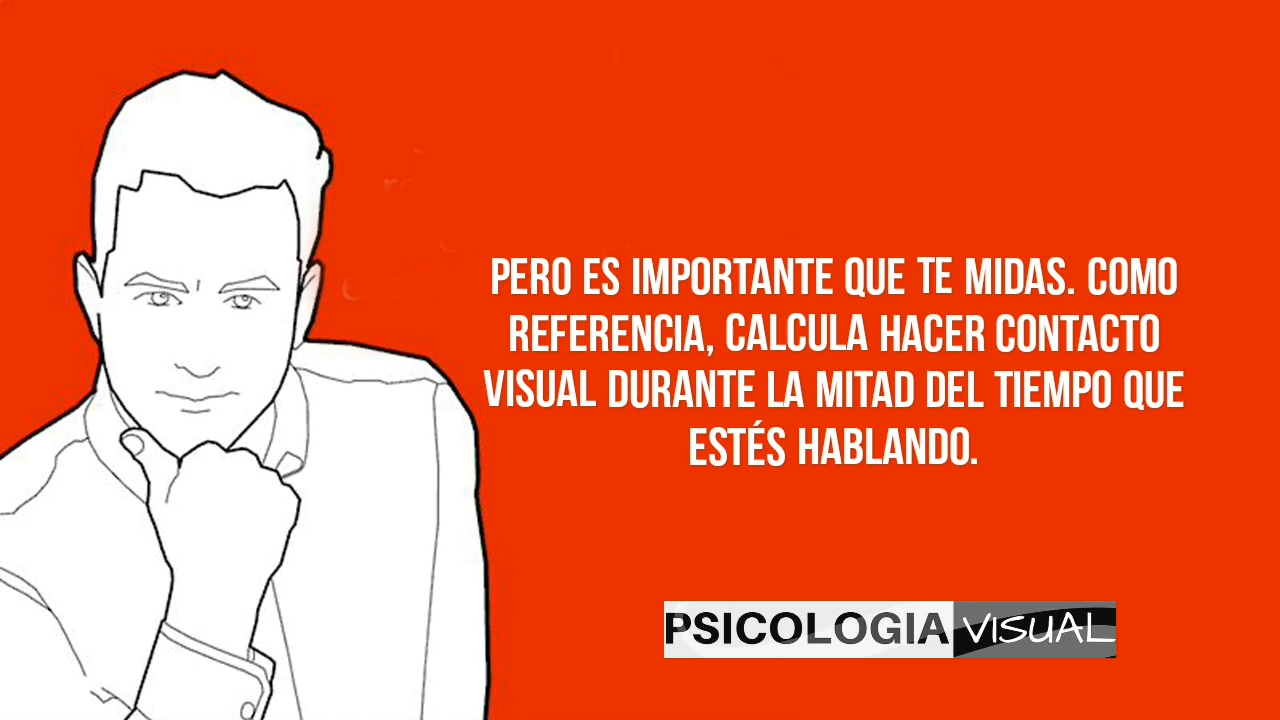 PERO ES IMPORTANTE QUE TE MIDAS. COMO
REFERENCIA, CALCULA HACER CONTACTO
VISUAL DURANTE LA MITAD DEL TIEMPO QUE
ESTÉS HABLANDO.
PSICOLOGIA VISUAL